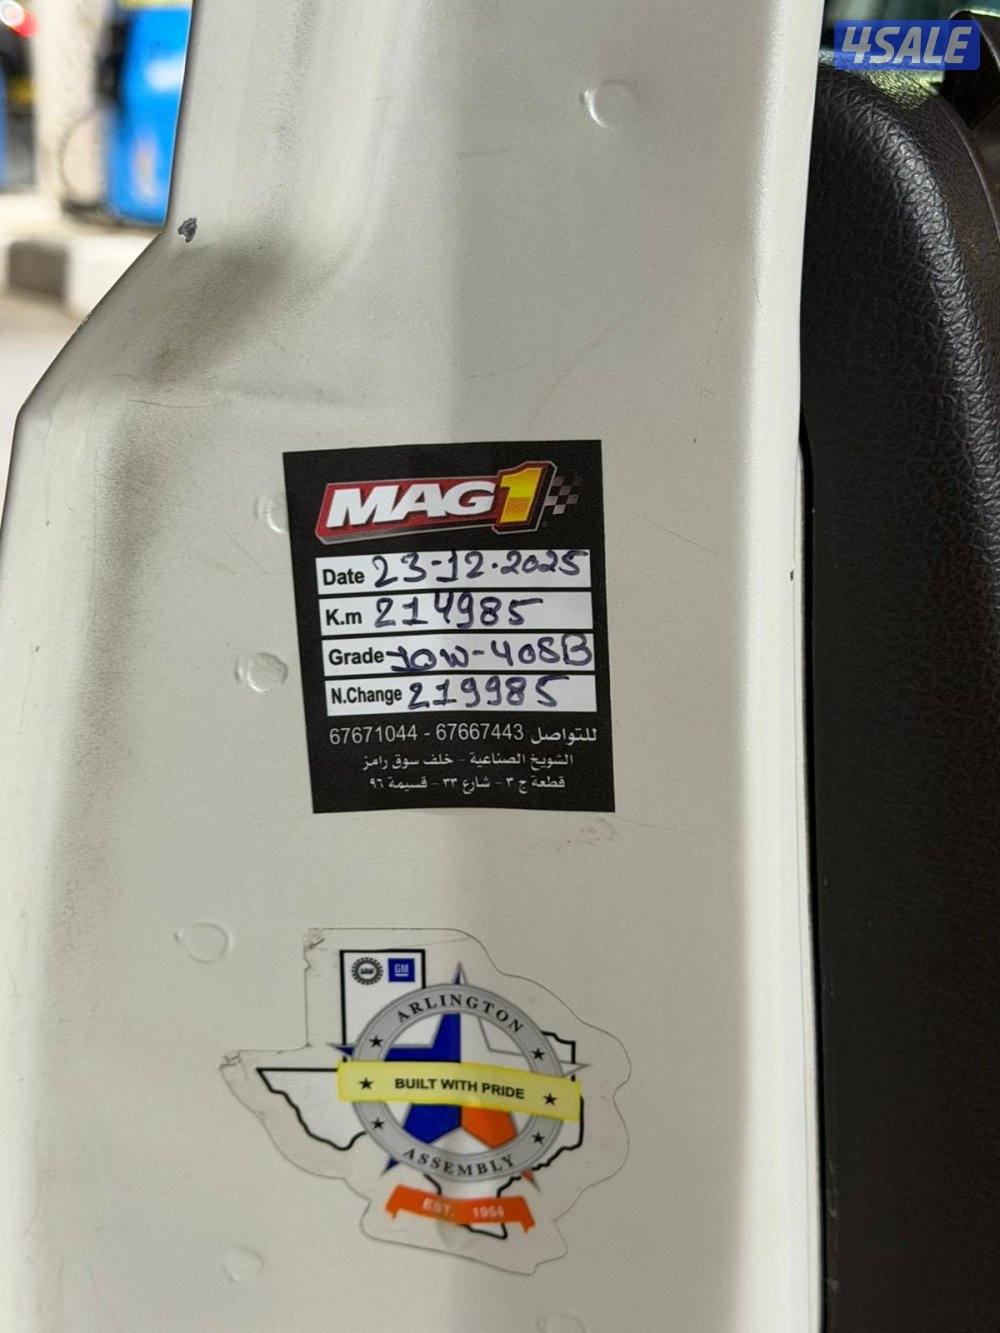 4SALE
MAG1
Date 23-12-2025
K.m 214985
Grade 10W-40SB
N.Change 219985
للتواصل 67667443 - 67671044
الشويخ الصناعية - خلف سوق رامز
قطعة ج ٣ - شارع ٣٣ - قسيمة ٩٦
UAW GM
ARLINGTON
BUILT WITH PRIDE
ASSEMBLY
EST. 1954